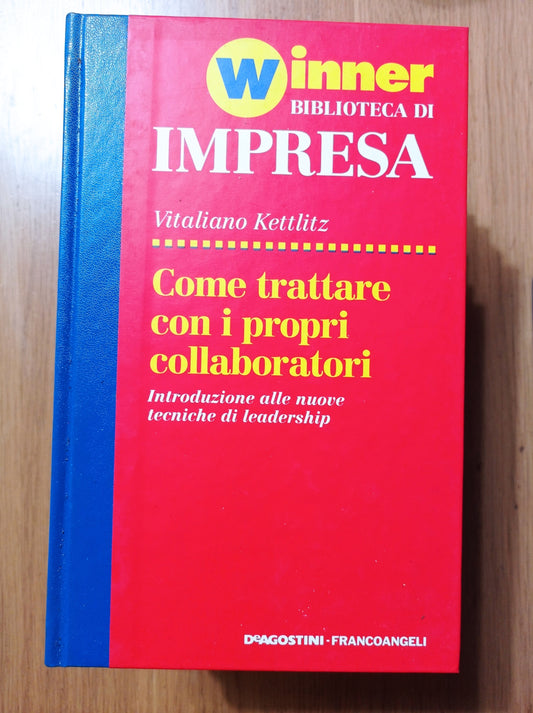 Winner
BIBLIOTECA DI
IMPRESA
Vitaliano Kettlitz
Come trattare
con i propri
collaboratori
Introduzione alle nuove
tecniche di leadership
DeAGOSTINI-FRANCOANGELI